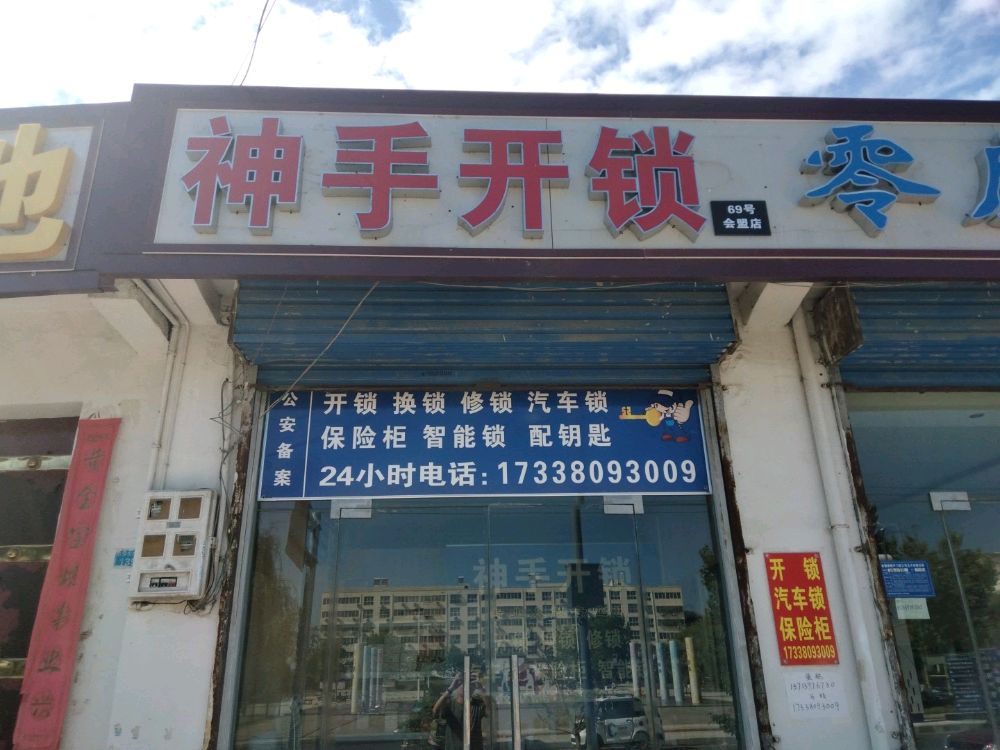 神手开锁
69号
会盟店
零
公安备案
开锁 换锁 修锁 汽车锁
保险柜 智能锁 配钥匙
24小时电话:17338093009
神手开锁
开锁
汽车锁
保险柜
17338093009
17338093009